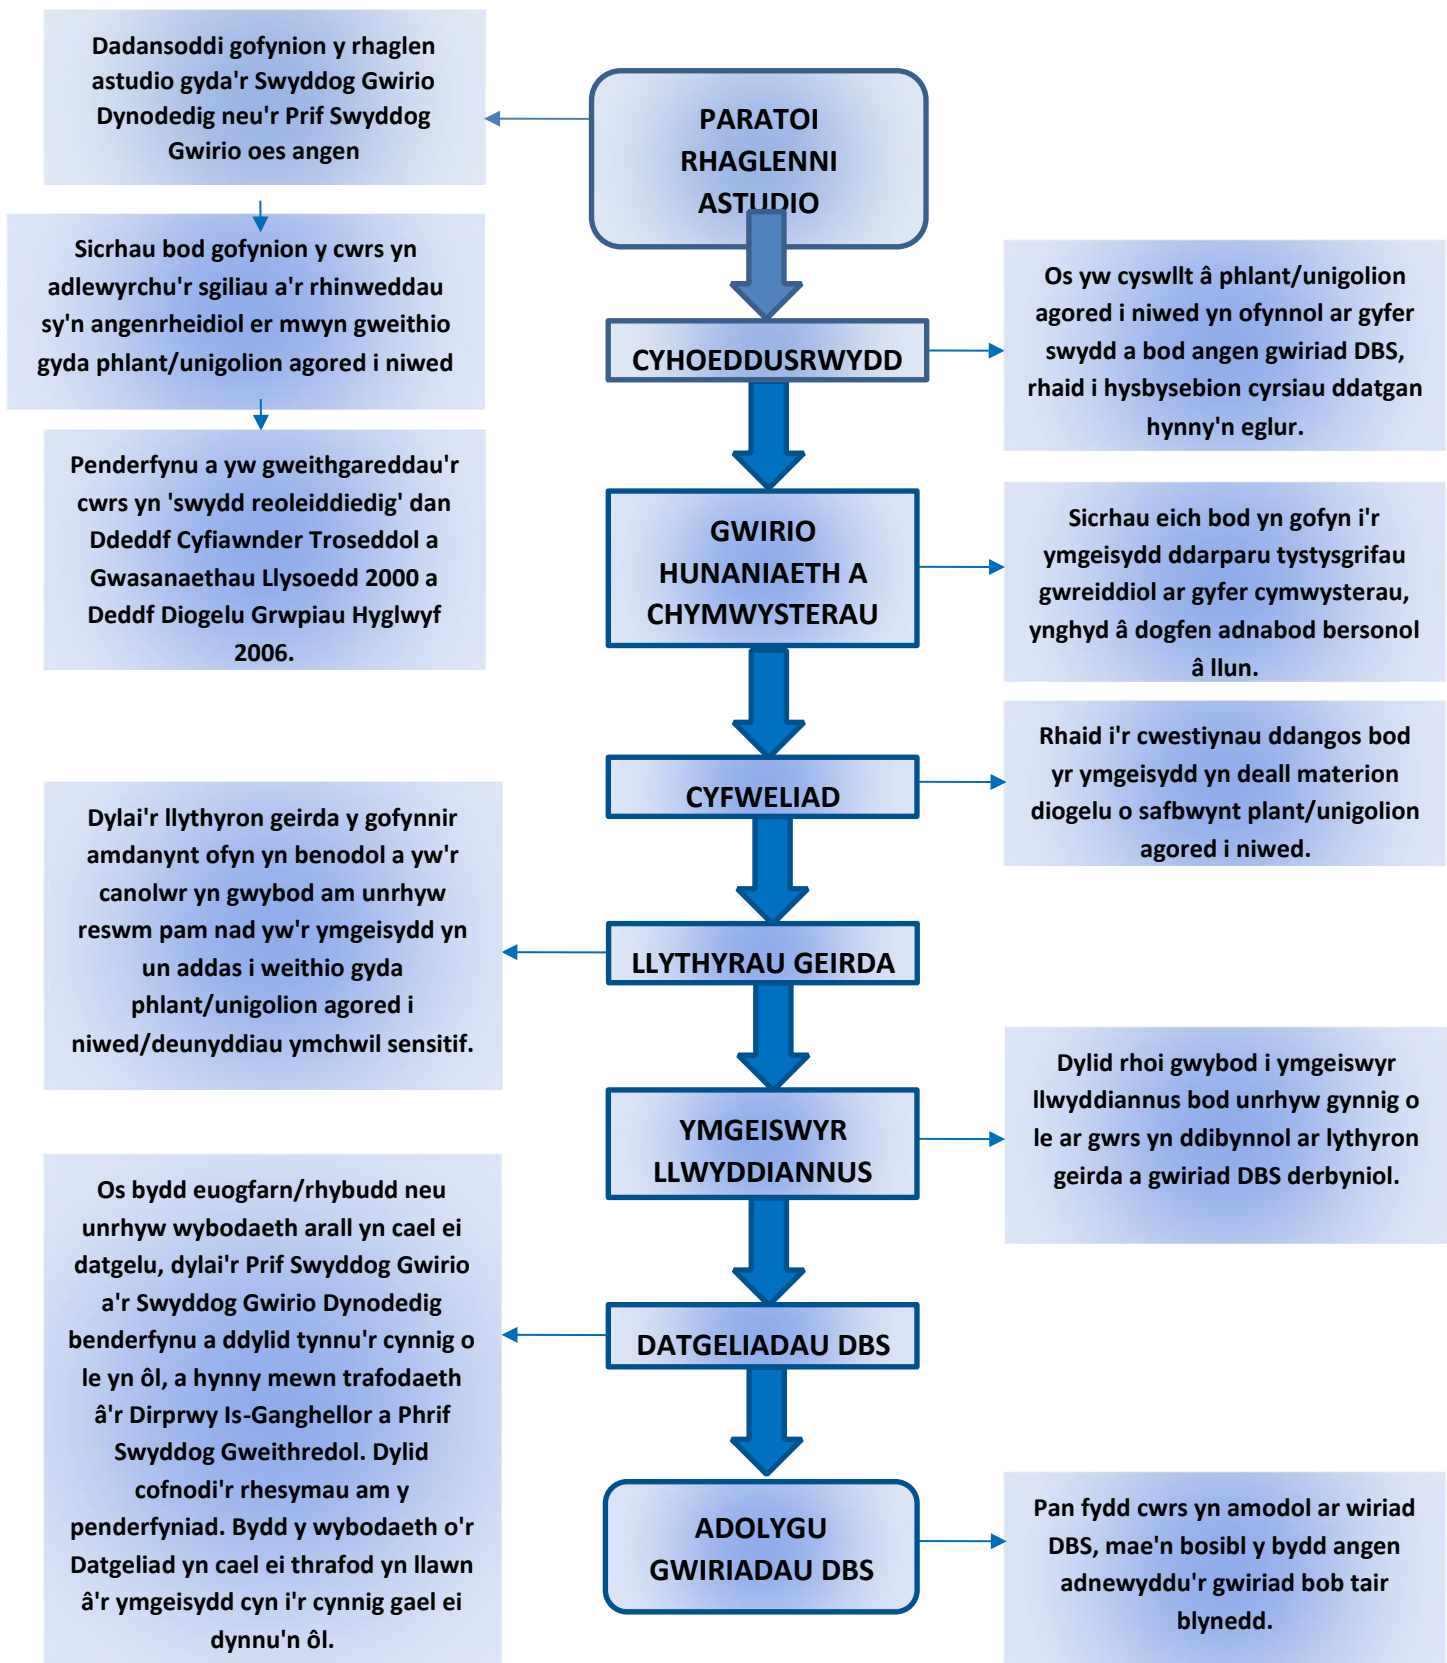 Dadansoddi gofynion y rhaglen
astudio gyda'r Swyddog Gwirio
Dynodedig neu'r Prif Swyddog
Gwirio oes angen
PARATOI
RHAGLENNI
ASTUDIO
Sicrhau bod gofynion y cwrs yn
adlewyrchu'r sgiliau a'r rhinweddau
sy'n angenrheidiol er mwyn gweithio
gyda phlant/unigolion agored i niwed
Penderfynu a yw gweithgareddau'r
cwrs yn 'swydd reoleiddiedig' dan
Ddeddf Cyfiawnder Troseddol a
Gwasanaethau Llysoedd 2000 a
Deddf Diogelu Grwpiau Hyglwyf
2006.
CYHOEDDUSRWYDD
Os yw cyswllt â phlant/unigolion
agored i niwed yn ofynnol ar gyfer
swydd a bod angen gwiriad DBS,
rhaid i hysbysebion cyrsiau ddatgan
hynny'n eglur.
GWIRIO
HUNANIAETH A
CHYMWYSTERAU
Sicrhau eich bod yn gofyn i'r
ymgeisydd ddarparu tystysgrifau
gwreiddiol ar gyfer cymwysterau,
ynghyd â dogfen adnabod bersonol
â llun.
CYFWELIAD
Rhaid i'r cwestiynau ddangos bod
yr ymgeisydd yn deall materion
diogelu o safbwynt plant/unigolion
agored i niwed.
LLYTHYRAU GEIRDA
Dylai'r llythyron geirda y gofynnir
amdanynt ofyn yn benodol a yw'r
canolwr yn gwybod am unrhyw
reswm pam nad yw'r ymgeisydd yn
un addas i weithio gyda
phlant/unigolion agored i
niwed/deunyddiau ymchwil sensitif.
YMGEISWYR
LLWYDDIANNUS
Dylid rhoi gwybod i ymgeiswyr
llwyddiannus bod unrhyw gynnig o
le ar gwrs yn ddibynnol ar lythyron
geirda a gwiriad DBS derbyniol.
DATGELIADAU DBS
Os bydd euogfarn/rhybudd neu
unrhyw wybodaeth arall yn cael ei
datgelu, dylai'r Prif Swyddog Gwirio
a'r Swyddog Gwirio Dynodedig
benderfynu a ddylid tynnu'r cynnig o
le yn ôl, a hynny mewn trafodaeth
â'r Dirprwy Is-Ganghellor a Phrif
Swyddog Gweithredol. Dylid
cofnodi'r rhesymau am y
penderfyniad. Bydd y wybodaeth o'r
Datgeliad yn cael ei thrafod yn llawn
â'r ymgeisydd cyn i'r cynnig gael ei
dynnu'n ôl.
ADOLYGU
GWIRIADAU DBS
Pan fydd cwrs yn amodol ar wiriad
DBS, mae'n bosibl y bydd angen
adnewyddu'r gwiriad bob tair
blynedd.